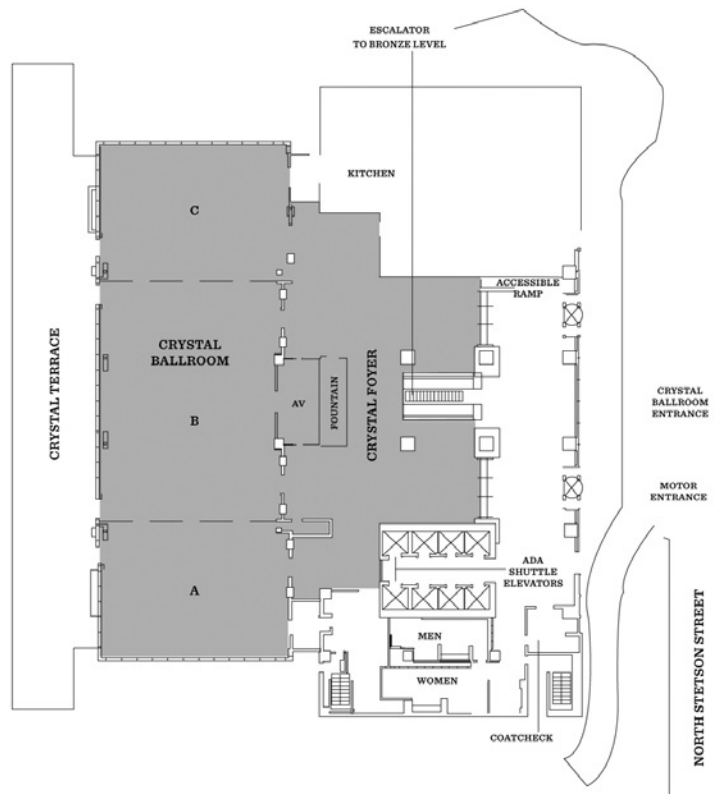 ESCALATOR
TO BRONZE LEVEL
KITCHEN
C
ACCESSIBLE
RAMP
CRYSTAL TERRACE
CRYSTAL
BALLROOM
B
AV
FOUNTAIN
CRYSTAL FOYER
CRYSTAL
BALLROOM
ENTRANCE
MOTOR
ENTRANCE
A
ADA
SHUTTLE
ELEVATORS
MEN
WOMEN
COATCHECK
NORTH STETSON STREET